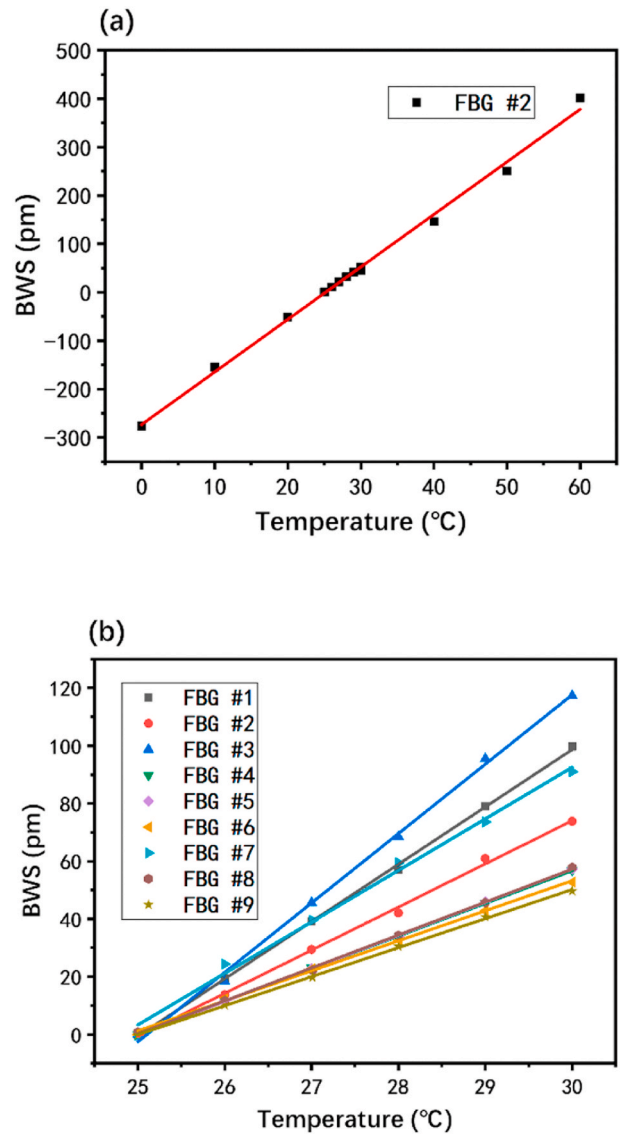 (a)
500
400
300
200
100
0
−100
−200
−300
BWS (pm)
FBG #2
0 10 20 30 40 50 60
Temperature (℃)
(b)
120
100
80
60
40
20
0
BWS (pm)
FBG #1
FBG #2
FBG #3
FBG #4
FBG #5
FBG #6
FBG #7
FBG #8
FBG #9
25 26 27 28 29 30
Temperature (℃)